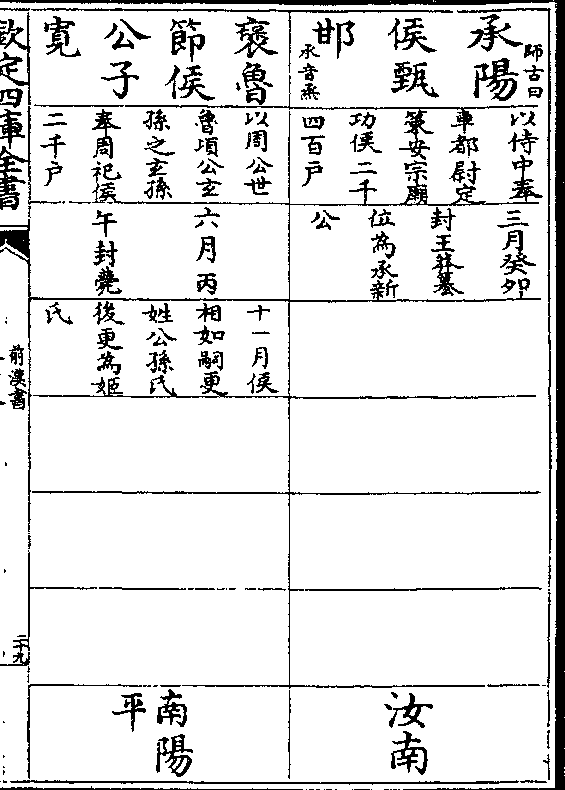 師古曰
承陽
侯甄
邯
承音烝
以侍中奉
車都尉定
策安宗廟
功侯二千
四百戶
三月癸卯
封王莽簒
位為承新
公
汝南
襃魯
節侯
公子
寛
以周公世
魯頃公玄
孫之玄孫
奉周祀侯
二千戶
六月丙
午封薨
十一月侯
相如嗣更
姓公孫氏
後更為姬
氏
南陽
平
欽定四庫全書
前漢書
二十九